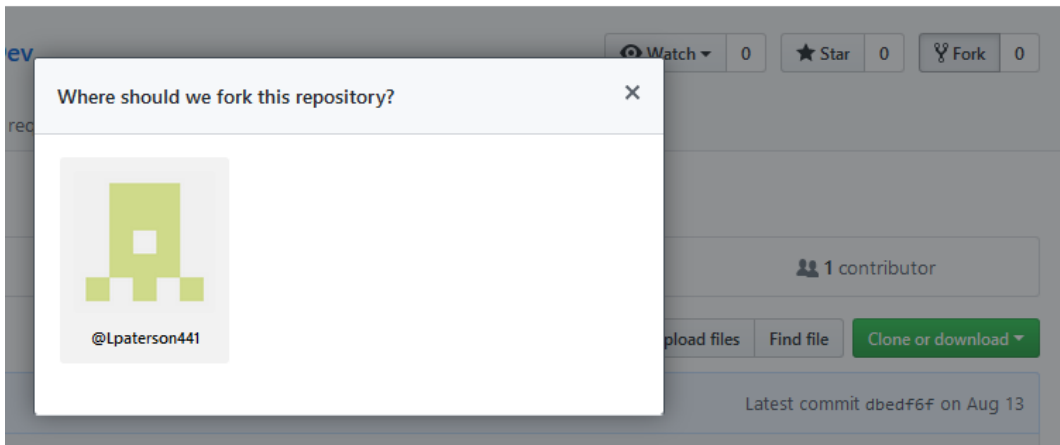 ev
Watch 0 Star 0 Fork 0
Where should we fork this repository?
@Lpaterson441
1 contributor
pload files Find file Clone or download
Latest commit dbedf6f on Aug 13